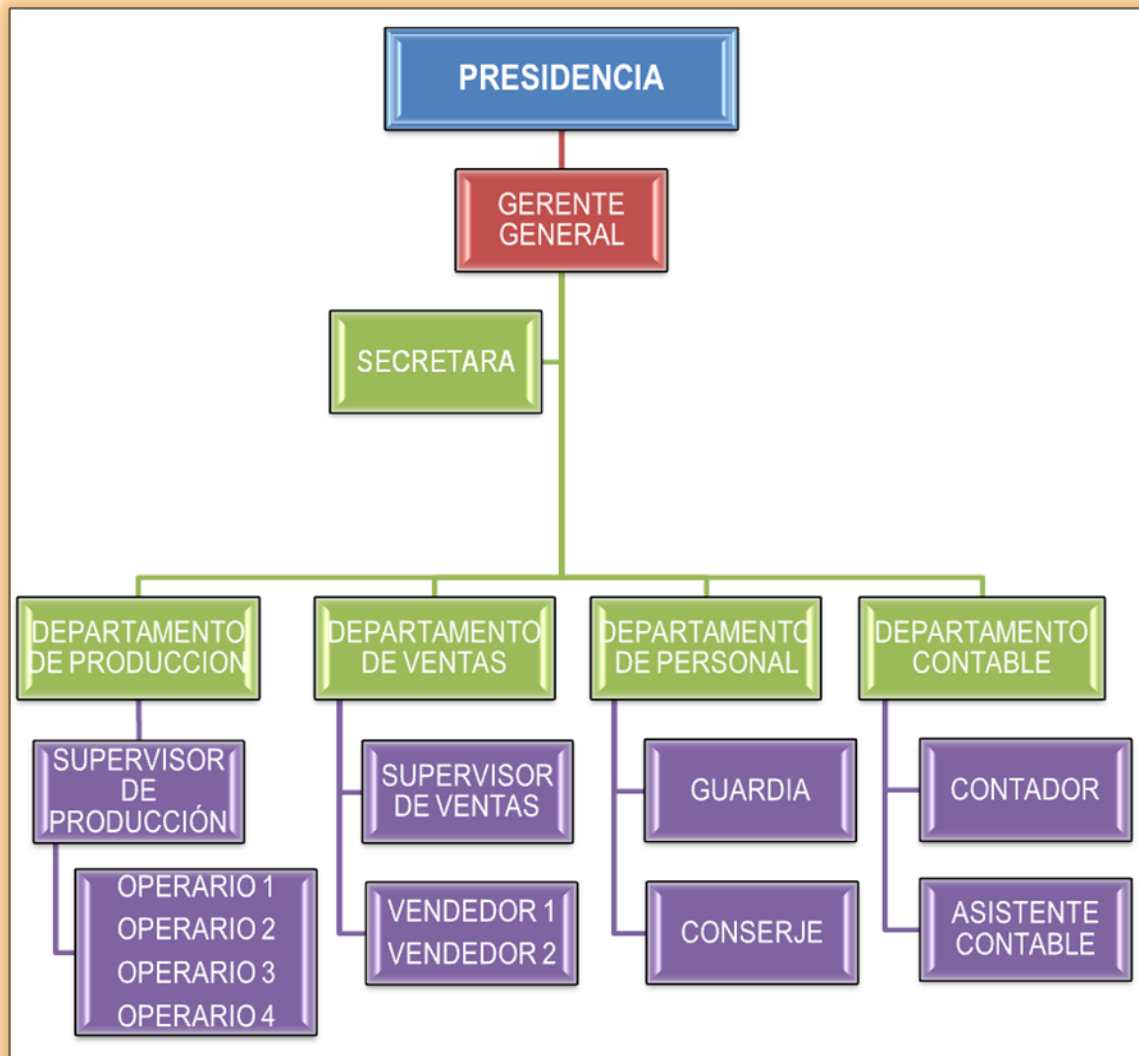 PRESIDENCIA
GERENTE
GENERAL
SECRETARA
DEPARTAMENTO
DE PRODUCCION
DEPARTAMENTO
DE VENTAS
DEPARTAMENTO
DE PERSONAL
DEPARTAMENTO
CONTABLE
SUPERVISOR
DE
PRODUCCIÓN
SUPERVISOR
DE VENTAS
GUARDIA
CONTADOR
OPERARIO 1
OPERARIO 2
OPERARIO 3
OPERARIO 4
VENDEDOR 1
VENDEDOR 2
CONSERJE
ASISTENTE
CONTABLE